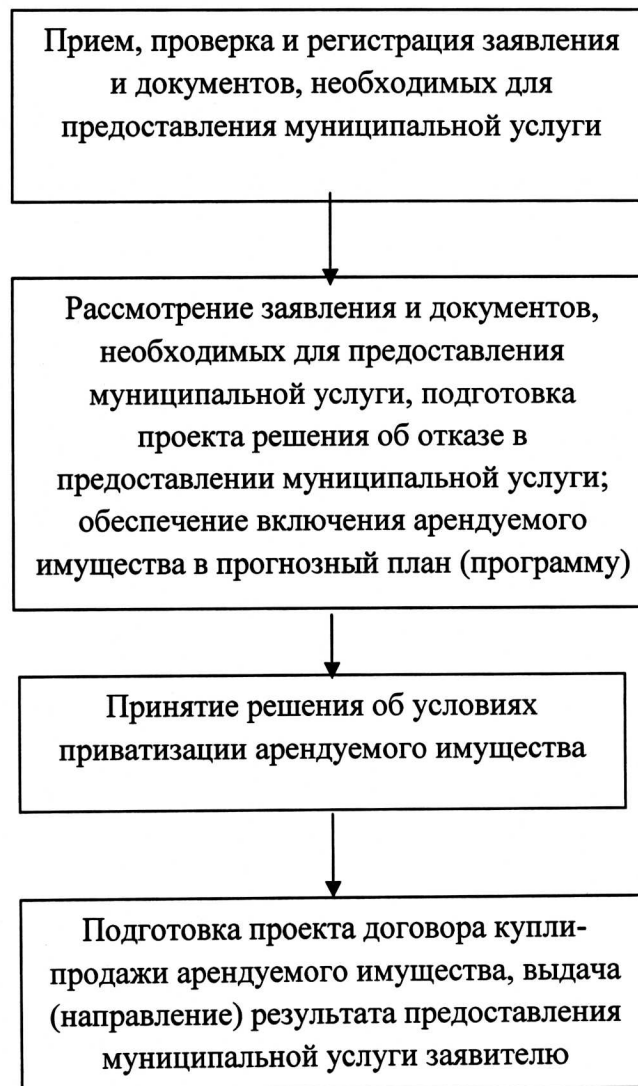 Прием, проверка и регистрация заявления
и документов, необходимых для
предоставления муниципальной услуги
Рассмотрение заявления и документов,
необходимых для предоставления
муниципальной услуги, подготовка
проекта решения об отказе в
предоставлении муниципальной услуги;
обеспечение включения арендуемого
имущества в прогнозный план (программу)
Принятие решения об условиях
приватизации арендуемого имущества
Подготовка проекта договора купли-
продажи арендуемого имущества, выдача
(направление) результата предоставления
муниципальной услуги заявителю